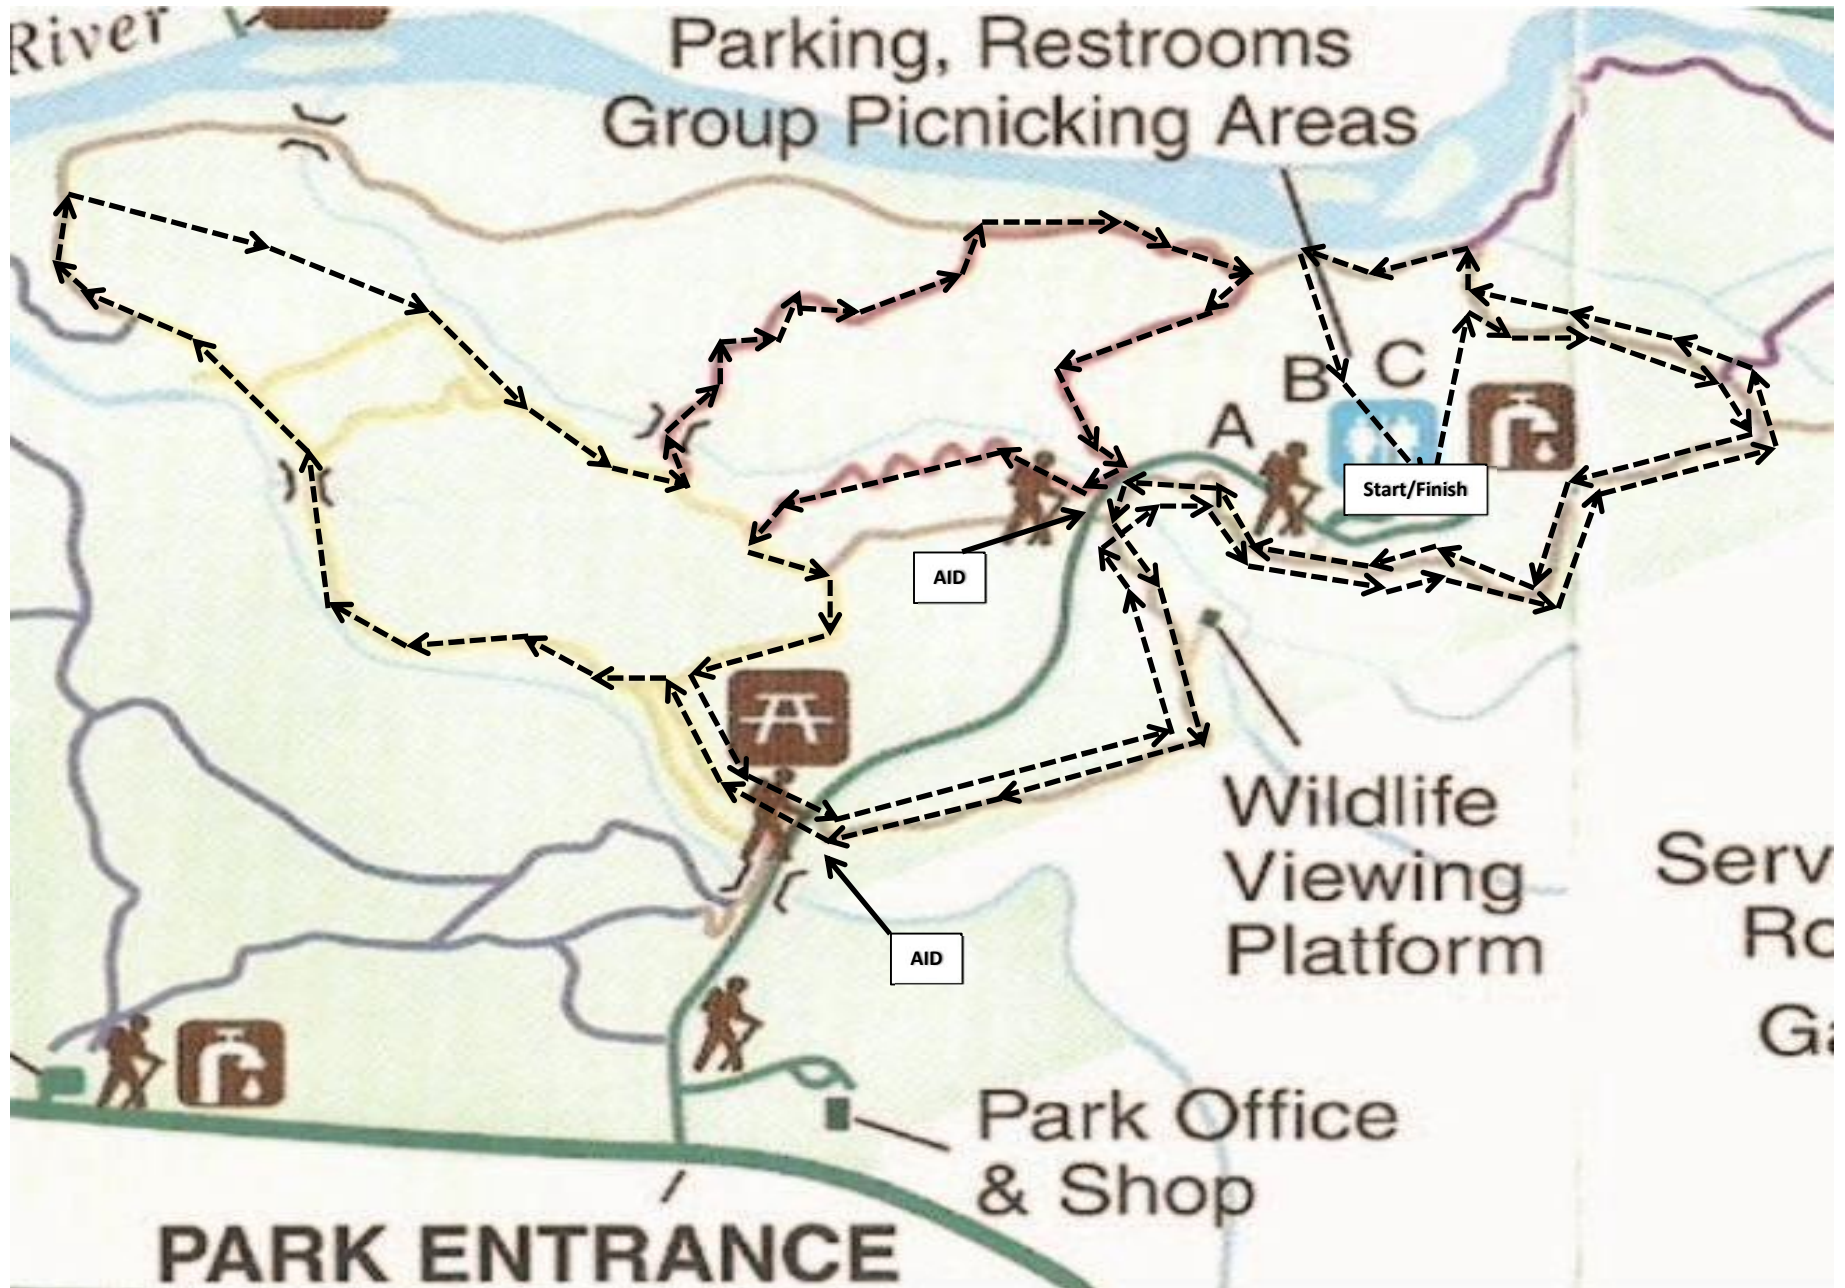 River
Parking, Restrooms
Group Picnicking Areas
B
C
A
Start/Finish
AID
AID
Wildlife
Viewing
Platform
Park Office
& Shop
PARK ENTRANCE
Serv
Ro
Ga